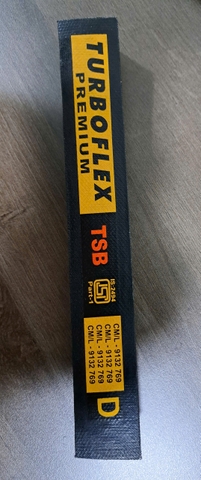 TURBOFLEX
PREMIUM
TSB
IS:2494
Part-1
CM/L - 9132 769
CM/L - 9132 769
CM/L - 9132 769
CM/L - 9132 769
D